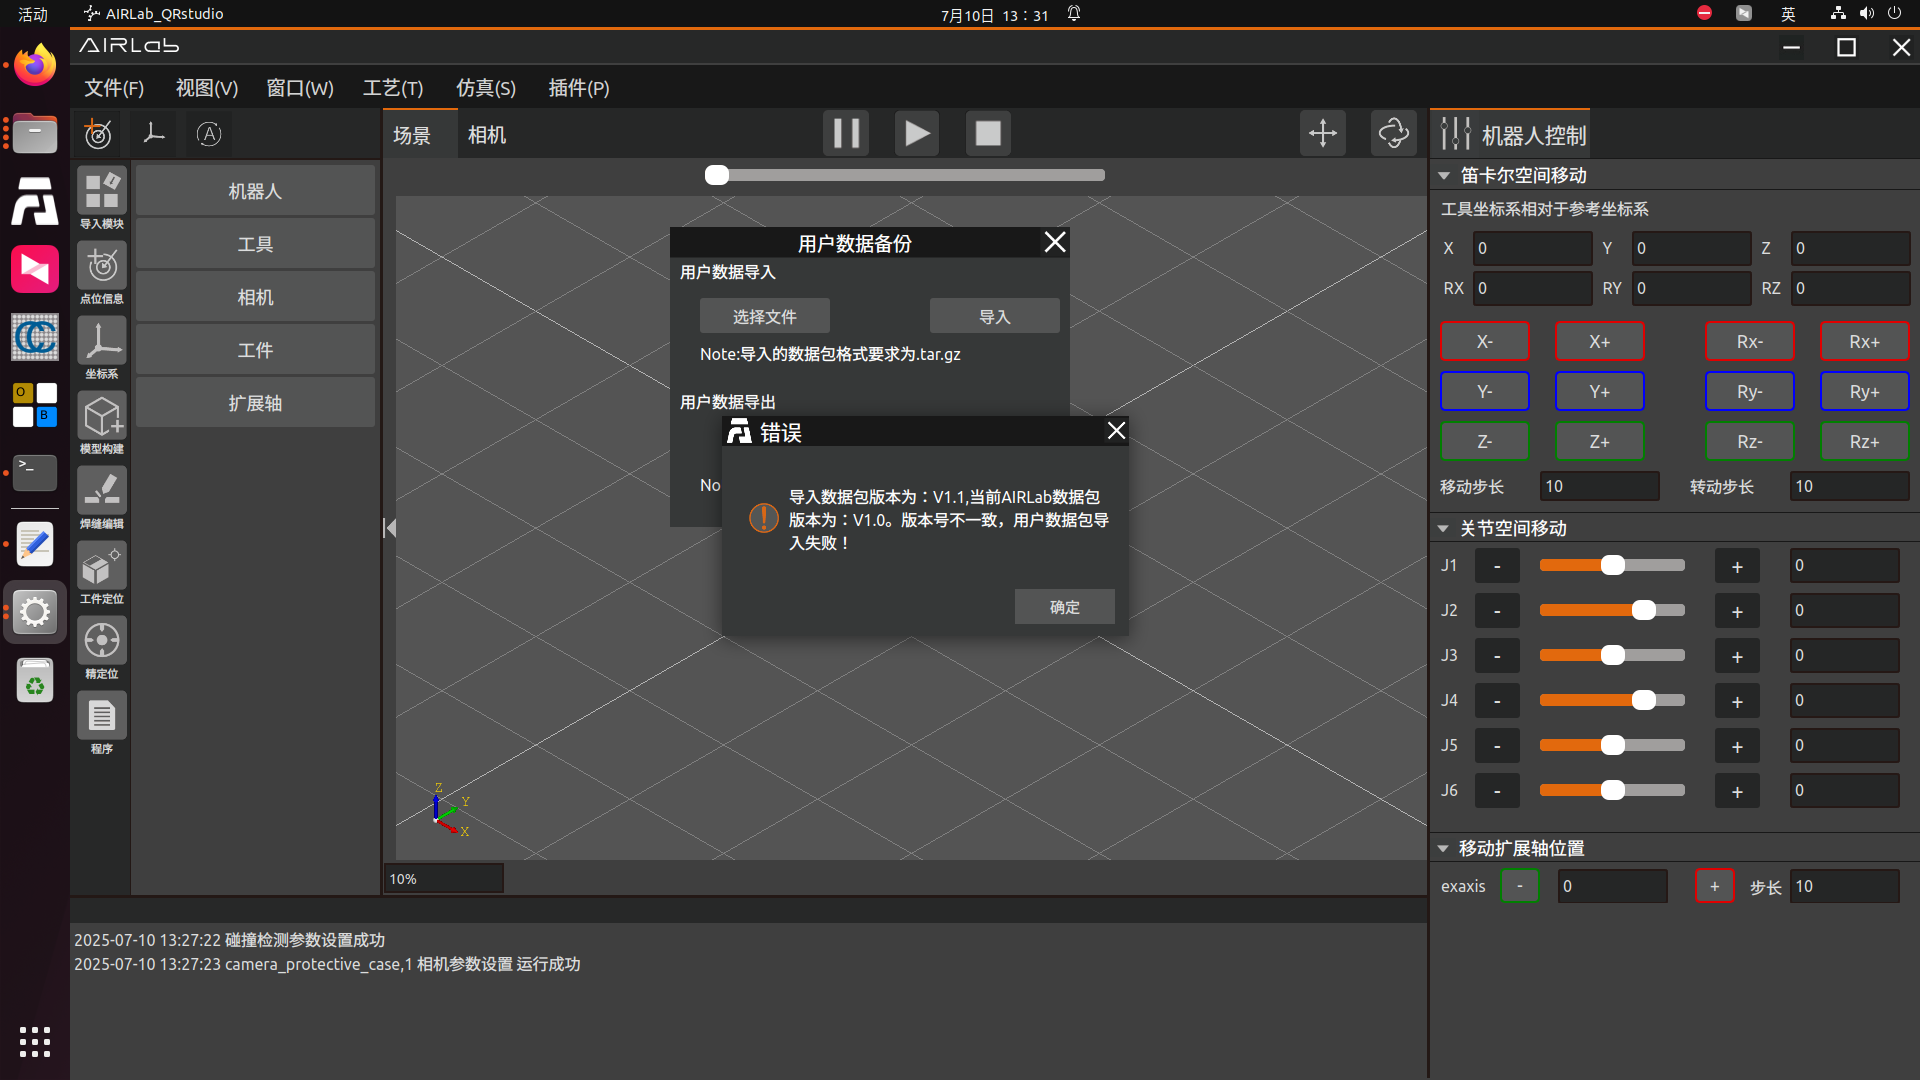 活动
AIRLab_QRstudio
7月10日 13：31
英
AIRLab
文件(F)
视图(V)
窗口(W)
工艺(T)
仿真(S)
插件(P)
A
场景
相机
机器人控制
导入模块
点位信息
坐标系
模型构建
焊缝编辑
工件定位
精定位
程序
机器人
工具
相机
工件
扩展轴
用户数据备份
用户数据导入
选择文件
导入
Note:导入的数据包格式要求为.tar.gz
用户数据导出
No
错误
导入数据包版本为：V1.1,当前AIRLab数据包
版本为：V1.0。版本号不一致，用户数据包导
入失败！
确定
Z
Y
X
10%
笛卡尔空间移动
工具坐标系相对于参考坐标系
X 0 Y 0 Z 0
RX 0 RY 0 RZ 0
X- X+ Rx- Rx+
Y- Y+ Ry- Ry+
Z- Z+ Rz- Rz+
移动步长 10 转动步长 10
关节空间移动
J1 - + 0
J2 - + 0
J3 - + 0
J4 - + 0
J5 - + 0
J6 - + 0
移动扩展轴位置
exaxis - 0 + 步长 10
2025-07-10 13:27:22 碰撞检测参数设置成功
2025-07-10 13:27:23 camera_protective_case,1 相机参数设置 运行成功
CC
O
B
>_